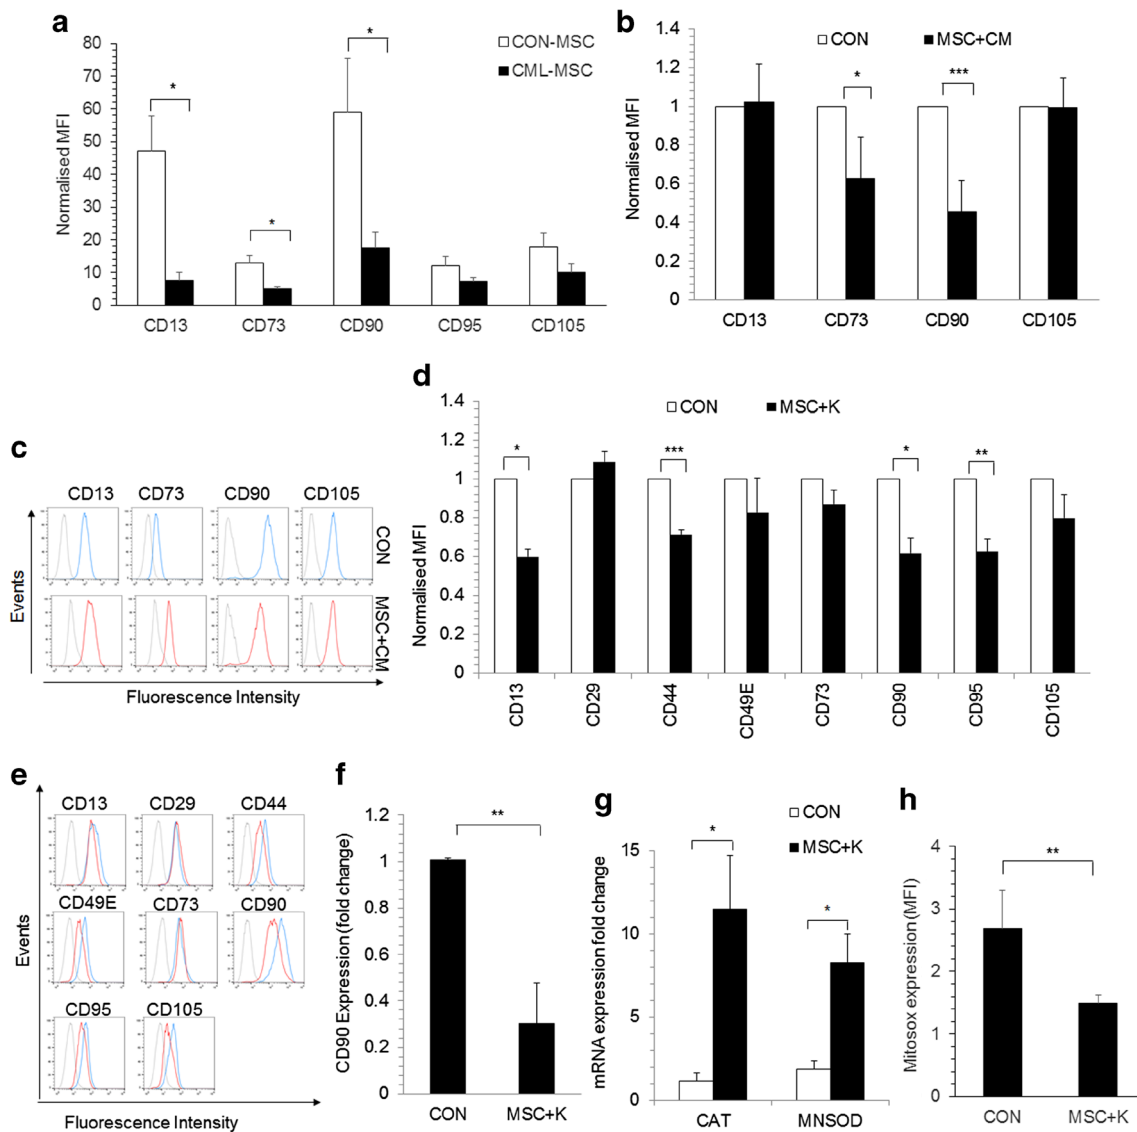 a
80
70
60
50
40
30
20
10
0
Normalised MFI
CON-MSC
CML-MSC
*
*
*
CD13 CD73 CD90 CD95 CD105
b
1.4
1.2
1
0.8
0.6
0.4
0.2
0
Normalised MFI
CON MSC+CM
*
***
CD13 CD73 CD90 CD105
c
CD13 CD73 CD90 CD105
CON
MSC+CM
Events
Fluorescence Intensity
d
1.4
1.2
1
0.8
0.6
0.4
0.2
0
Normalised MFI
CON MSC+K
*
***
*
**
CD13 CD29 CD44 CD49E CD73 CD90 CD95 CD105
e
CD13 CD29 CD44
CD49E CD73 CD90
CD95 CD105
Events
Fluorescence Intensity
f
1.2
1
0.8
0.6
0.4
0.2
0
CD90 Expression (fold change)
**
CON MSC+K
g
CON
MSC+K
15
10
5
0
mRNA expression fold change
*
*
CAT MNSOD
h
4
3
2
1
0
Mitosox expression (MFI)
**
CON MSC+K